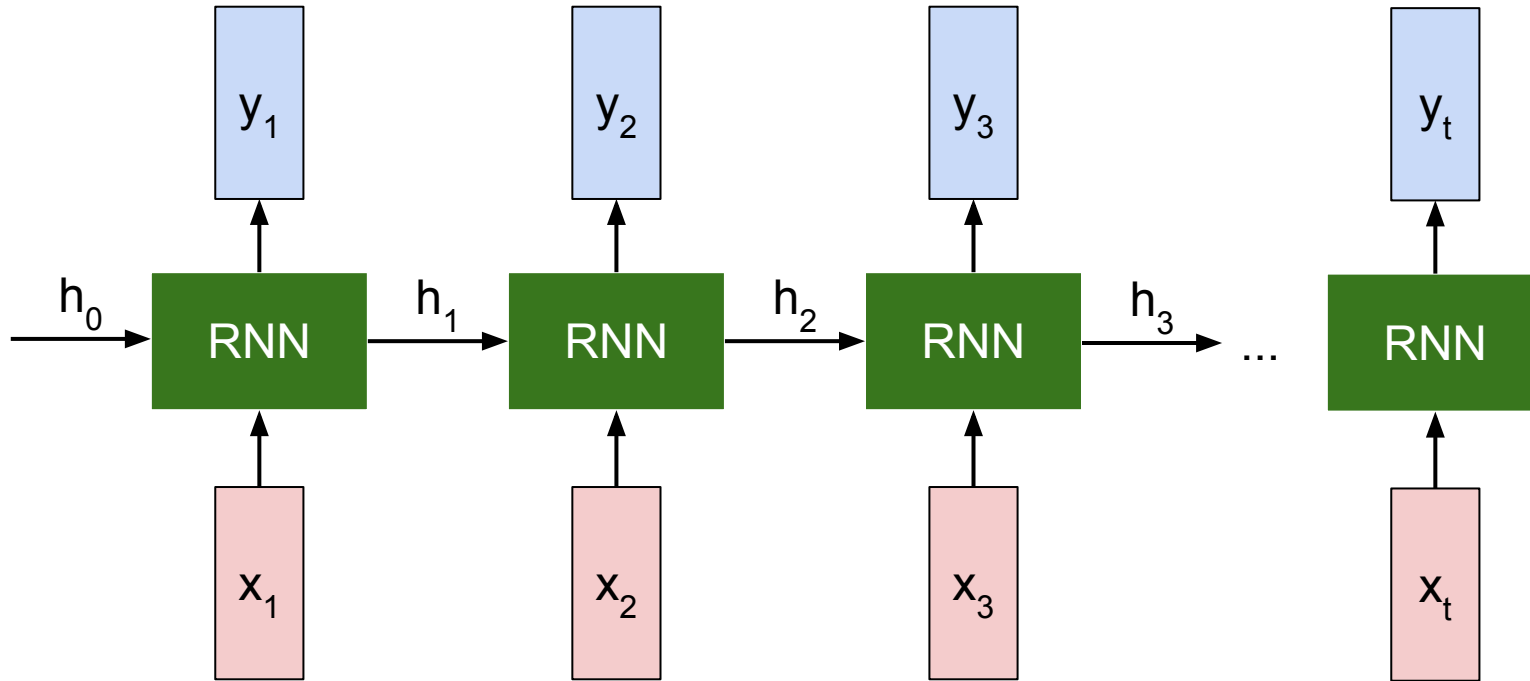 y₁ y₂ y₃ yₜ
h₀ h₁ h₂ h₃
RNN RNN RNN ... RNN
x₁ x₂ x₃ xₜ